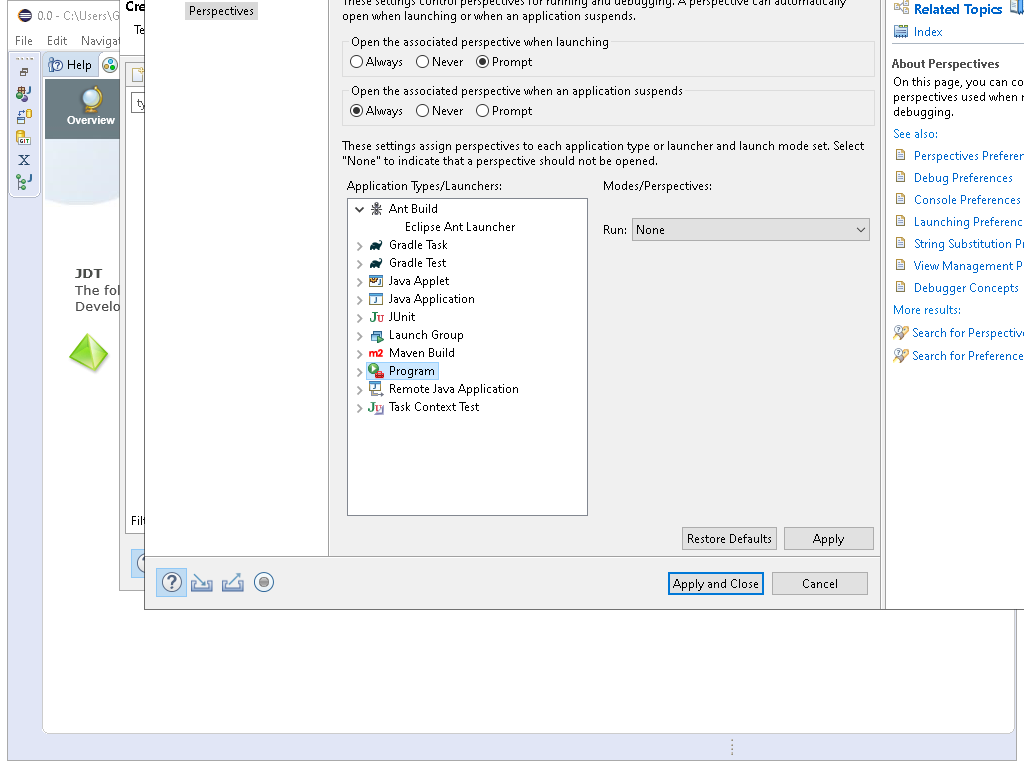 0.0 - C:\Users\G
File Edit Naviga
Help
Overview
JDT
The fol
Develo
Cre
Te
ty
Filt
Perspectives
These settings control perspectives for running and debugging. A perspective can automatically
open when launching or when an application suspends.
Open the associated perspective when launching
Always Never Prompt
Open the associated perspective when an application suspends
Always Never Prompt
These settings assign perspectives to each application type or launcher and launch mode set. Select
"None" to indicate that a perspective should not be opened.
Application Types/Launchers:
Modes/Perspectives:
Ant Build
Eclipse Ant Launcher
Gradle Task
Gradle Test
Java Applet
Java Application
JUnit
Launch Group
Maven Build
Program
Remote Java Application
Task Context Test
Run: None
Restore Defaults Apply
Apply and Close Cancel
Related Topics
Index
About Perspectives
On this page, you can co
perspectives used when r
debugging.
See also:
Perspectives Preferen
Debug Preferences
Console Preferences
Launching Preferenc
String Substitution Pr
View Management P
Debugger Concepts
More results:
Search for Perspective
Search for Preference